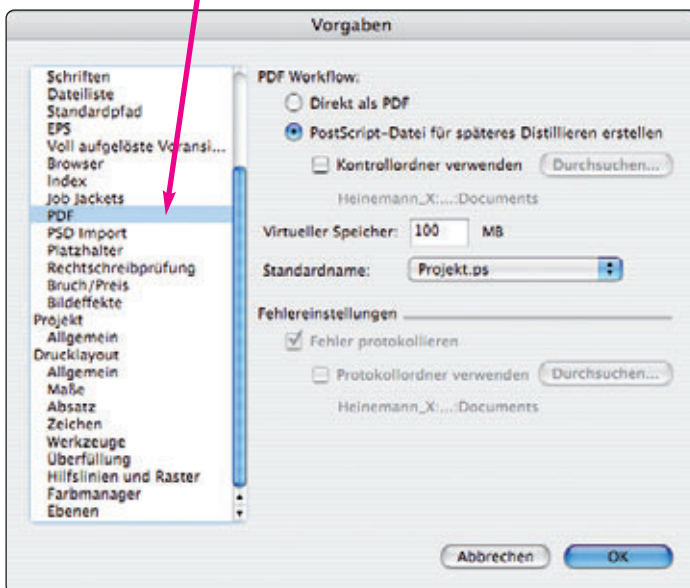 Vorgaben
Schriften
Dateiliste
Standardpfad
EPS
Voll aufgelöste Voransi...
Browser
Index
Job Jackets
PDF
PSD Import
Platzhalter
Rechtschreibprüfung
Bruch/Preis
Bildeffekte
Projekt
Allgemein
Drucklayout
Allgemein
Maße
Absatz
Zeichen
Werkzeuge
Überfüllung
Hilfslinien und Raster
Farbmanager
Ebenen
PDF Workflow:
Direkt als PDF
PostScript-Datei für späteres Distillieren erstellen
Kontrollordner verwenden Durchsuchen...
Heinemann_X:...:Documents
Virtueller Speicher: 100 MB
Standardname: Projekt.ps
Fehlereinstellungen
Fehler protokollieren
Protokollordner verwenden Durchsuchen...
Heinemann_X:...:Documents
Abbrechen OK